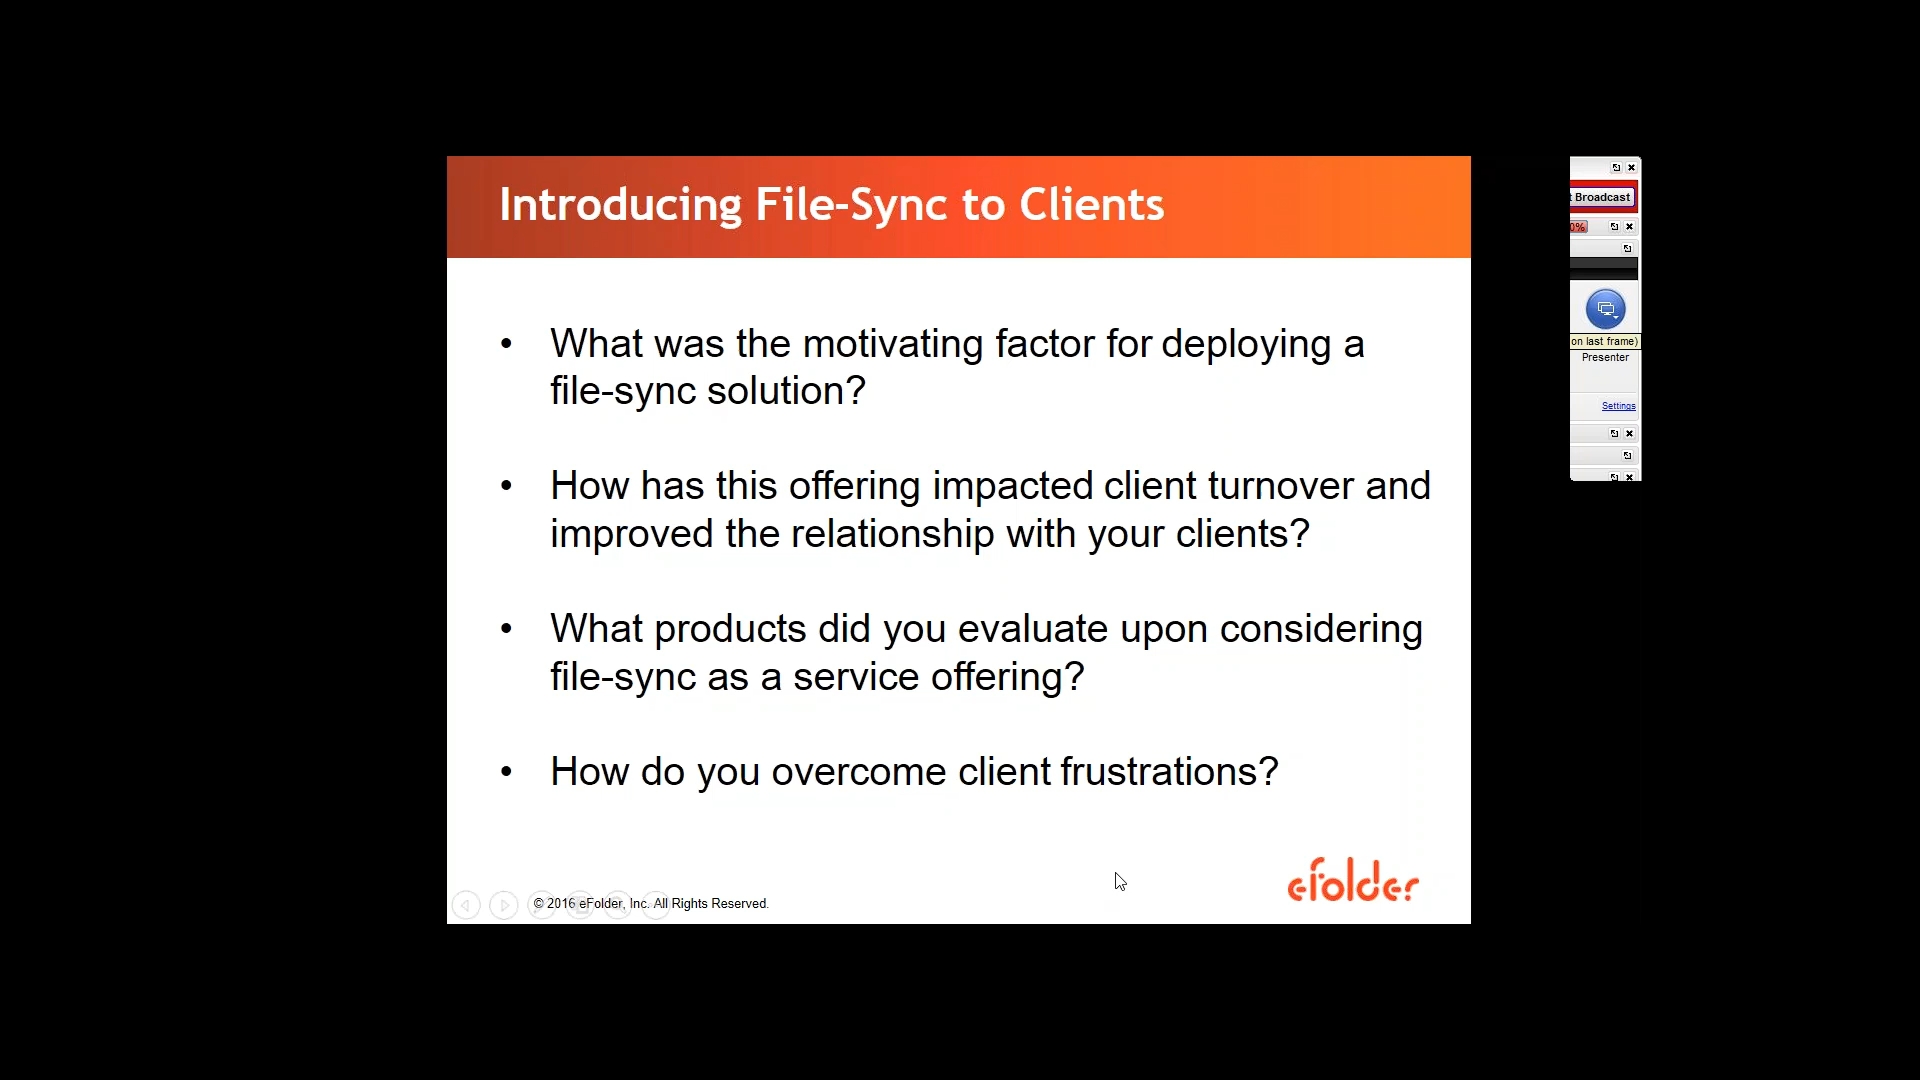 Introducing File-Sync to Clients
• What was the motivating factor for deploying a
file-sync solution?
• How has this offering impacted client turnover and
improved the relationship with your clients?
• What products did you evaluate upon considering
file-sync as a service offering?
• How do you overcome client frustrations?
© 2016 eFolder, Inc. All Rights Reserved.
efolder
t Broadcast
0%
on last frame)
Presenter
Settings